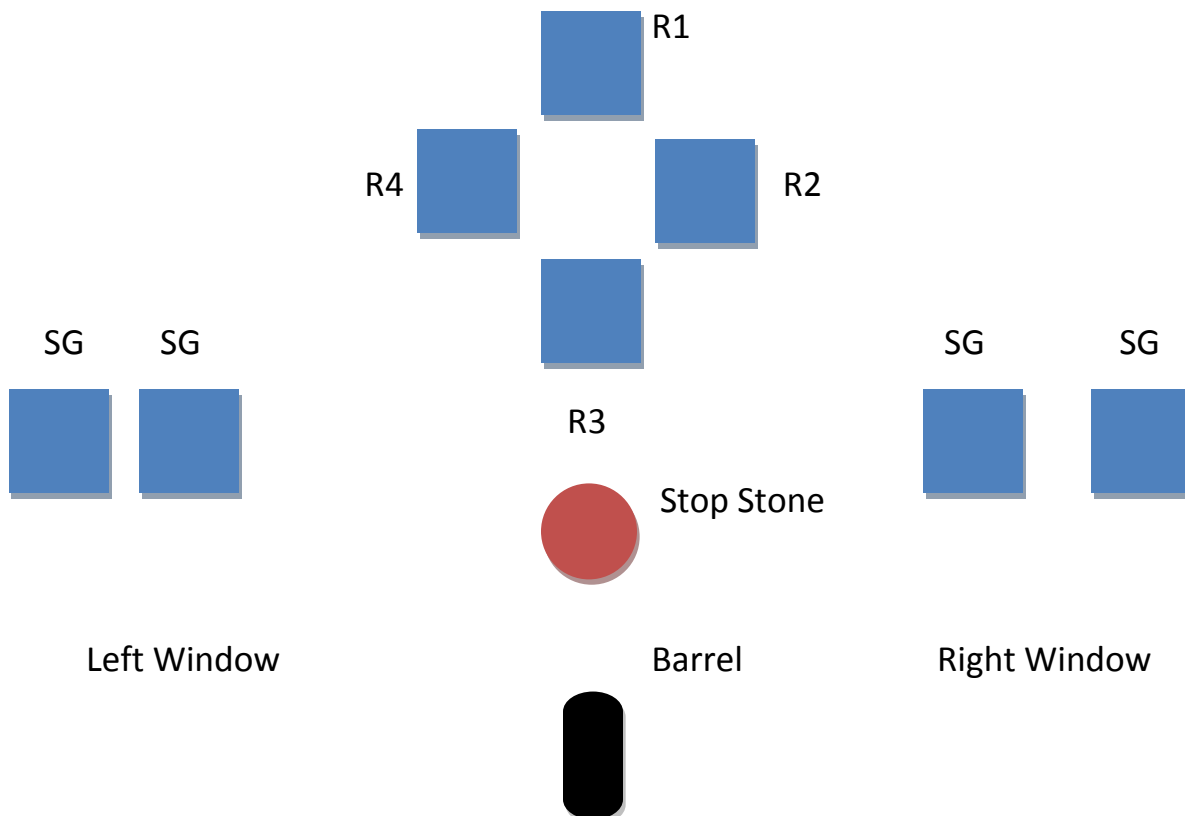 R1
R4
R2
SG
SG
SG
SG
R3
Stop Stone
Left Window
Barrel
Right Window